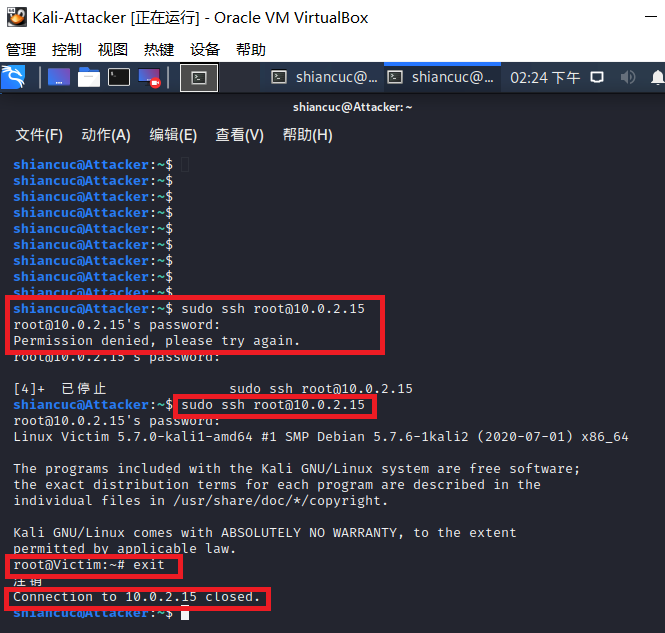 Kali-Attacker [正在运行] - Oracle VM VirtualBox
管理 控制 视图 热键 设备 帮助
shiancuc@... shiancuc@... 02:24 下午
shiancuc@Attacker: ~
文件(F) 动作(A) 编辑(E) 查看(V) 帮助(H)
shiancuc@Attacker:~$
shiancuc@Attacker:~$
shiancuc@Attacker:~$
shiancuc@Attacker:~$
shiancuc@Attacker:~$
shiancuc@Attacker:~$
shiancuc@Attacker:~$
shiancuc@Attacker:~$
shiancuc@Attacker:~$
shiancuc@Attacker:~$ sudo ssh root@10.0.2.15
root@10.0.2.15's password:
Permission denied, please try again.
root@10.0.2.15's password:
[4]+ 已停止 sudo ssh root@10.0.2.15
shiancuc@Attacker:~$ sudo ssh root@10.0.2.15
root@10.0.2.15's password:
Linux Victim 5.7.0-kali1-amd64 #1 SMP Debian 5.7.6-1kali2 (2020-07-01) x86_64
The programs included with the Kali GNU/Linux system are free software;
the exact distribution terms for each program are described in the
individual files in /usr/share/doc/*/copyright.
Kali GNU/Linux comes with ABSOLUTELY NO WARRANTY, to the extent
permitted by applicable law.
root@Victim:~# exit
注销
Connection to 10.0.2.15 closed.
shiancuc@Attacker:~$